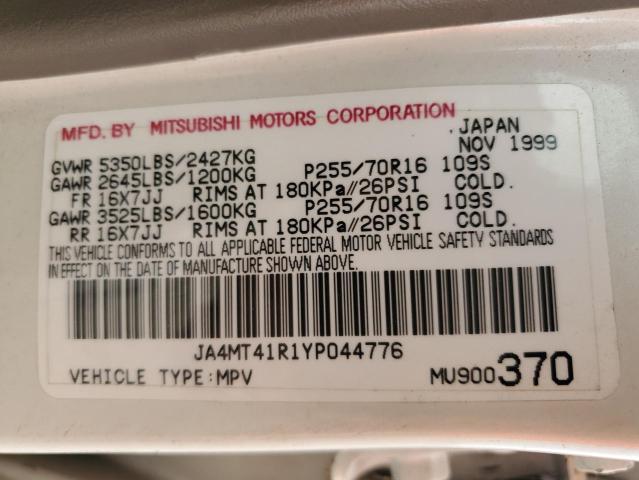 MFD. BY MITSUBISHI MOTORS CORPORATION JAPAN
NOV 1999
GVWR 5350LBS/2427KG
GAWR 2645LBS/1200KG P255/70R16 109S
FR 16X7JJ RIMS AT 180KPa//26PSI COLD.
GAWR 3525LBS/1600KG P255/70R16 109S
RR 16X7JJ RIMS AT 180KPa//26PSI COLD.
THIS VEHICLE CONFORMS TO ALL APPLICABLE FEDERAL MOTOR VEHICLE SAFETY STANDARDS
IN EFFECT ON THE DATE OF MANUFACTURE SHOWN ABOVE.
JA4MT41R1YP044776
VEHICLE TYPE:MPV MU900370